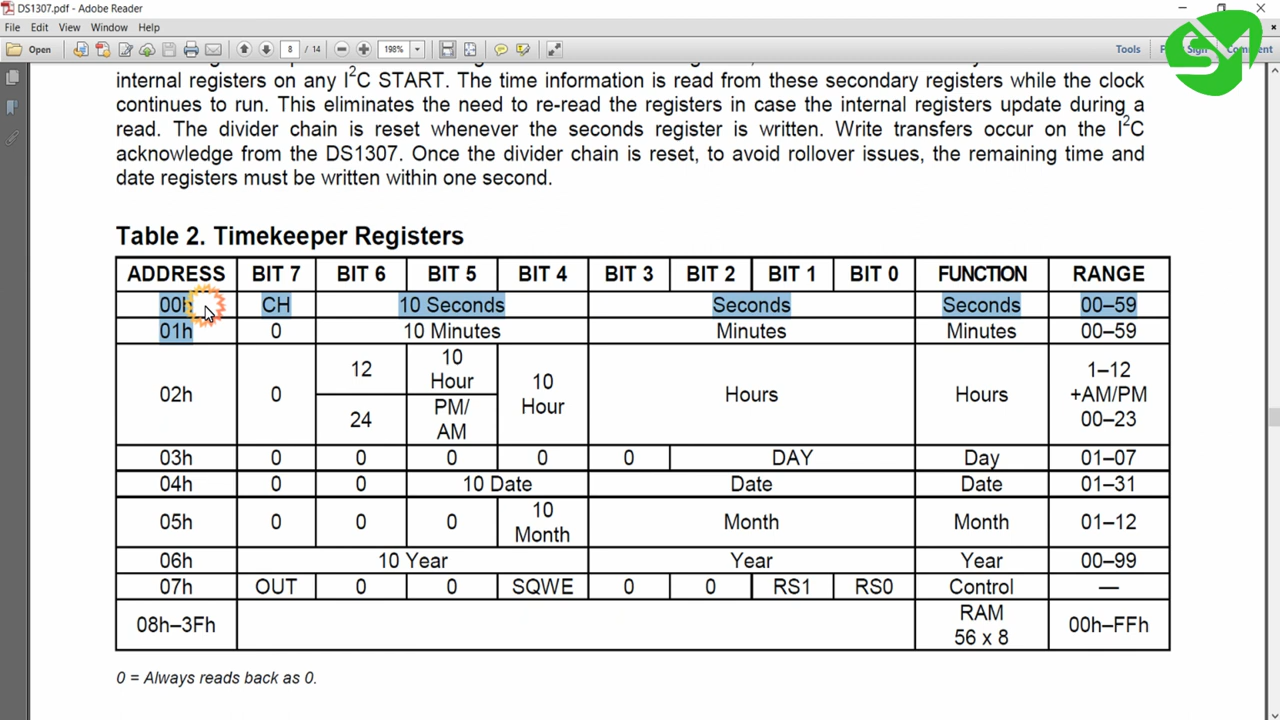 DS1307.pdf - Adobe Reader
File Edit View Window Help
Open 8 / 14 198% Tools Sign Comment
SM
internal registers on any I2C START. The time information is read from these secondary registers while the clock
continues to run. This eliminates the need to re-read the registers in case the internal registers update during a
read. The divider chain is reset whenever the seconds register is written. Write transfers occur on the I2C
acknowledge from the DS1307. Once the divider chain is reset, to avoid rollover issues, the remaining time and
date registers must be written within one second.
Table 2. Timekeeper Registers
ADDRESS BIT 7 BIT 6 BIT 5 BIT 4 BIT 3 BIT 2 BIT 1 BIT 0 FUNCTION RANGE
00h CH 10 Seconds Seconds Seconds 00–59
01h 0 10 Minutes Minutes Minutes 00–59
02h 0 12 24 10 Hour PM/ AM 10 Hour Hours Hours 1–12 +AM/PM 00–23
03h 0 0 0 0 0 DAY Day 01–07
04h 0 0 10 Date Date Date 01–31
05h 0 0 0 10 Month Month Month 01–12
06h 10 Year Year Year 00–99
07h OUT 0 0 SQWE 0 0 RS1 RS0 Control —
08h–3Fh RAM 56 x 8 00h–FFh
0 = Always reads back as 0.